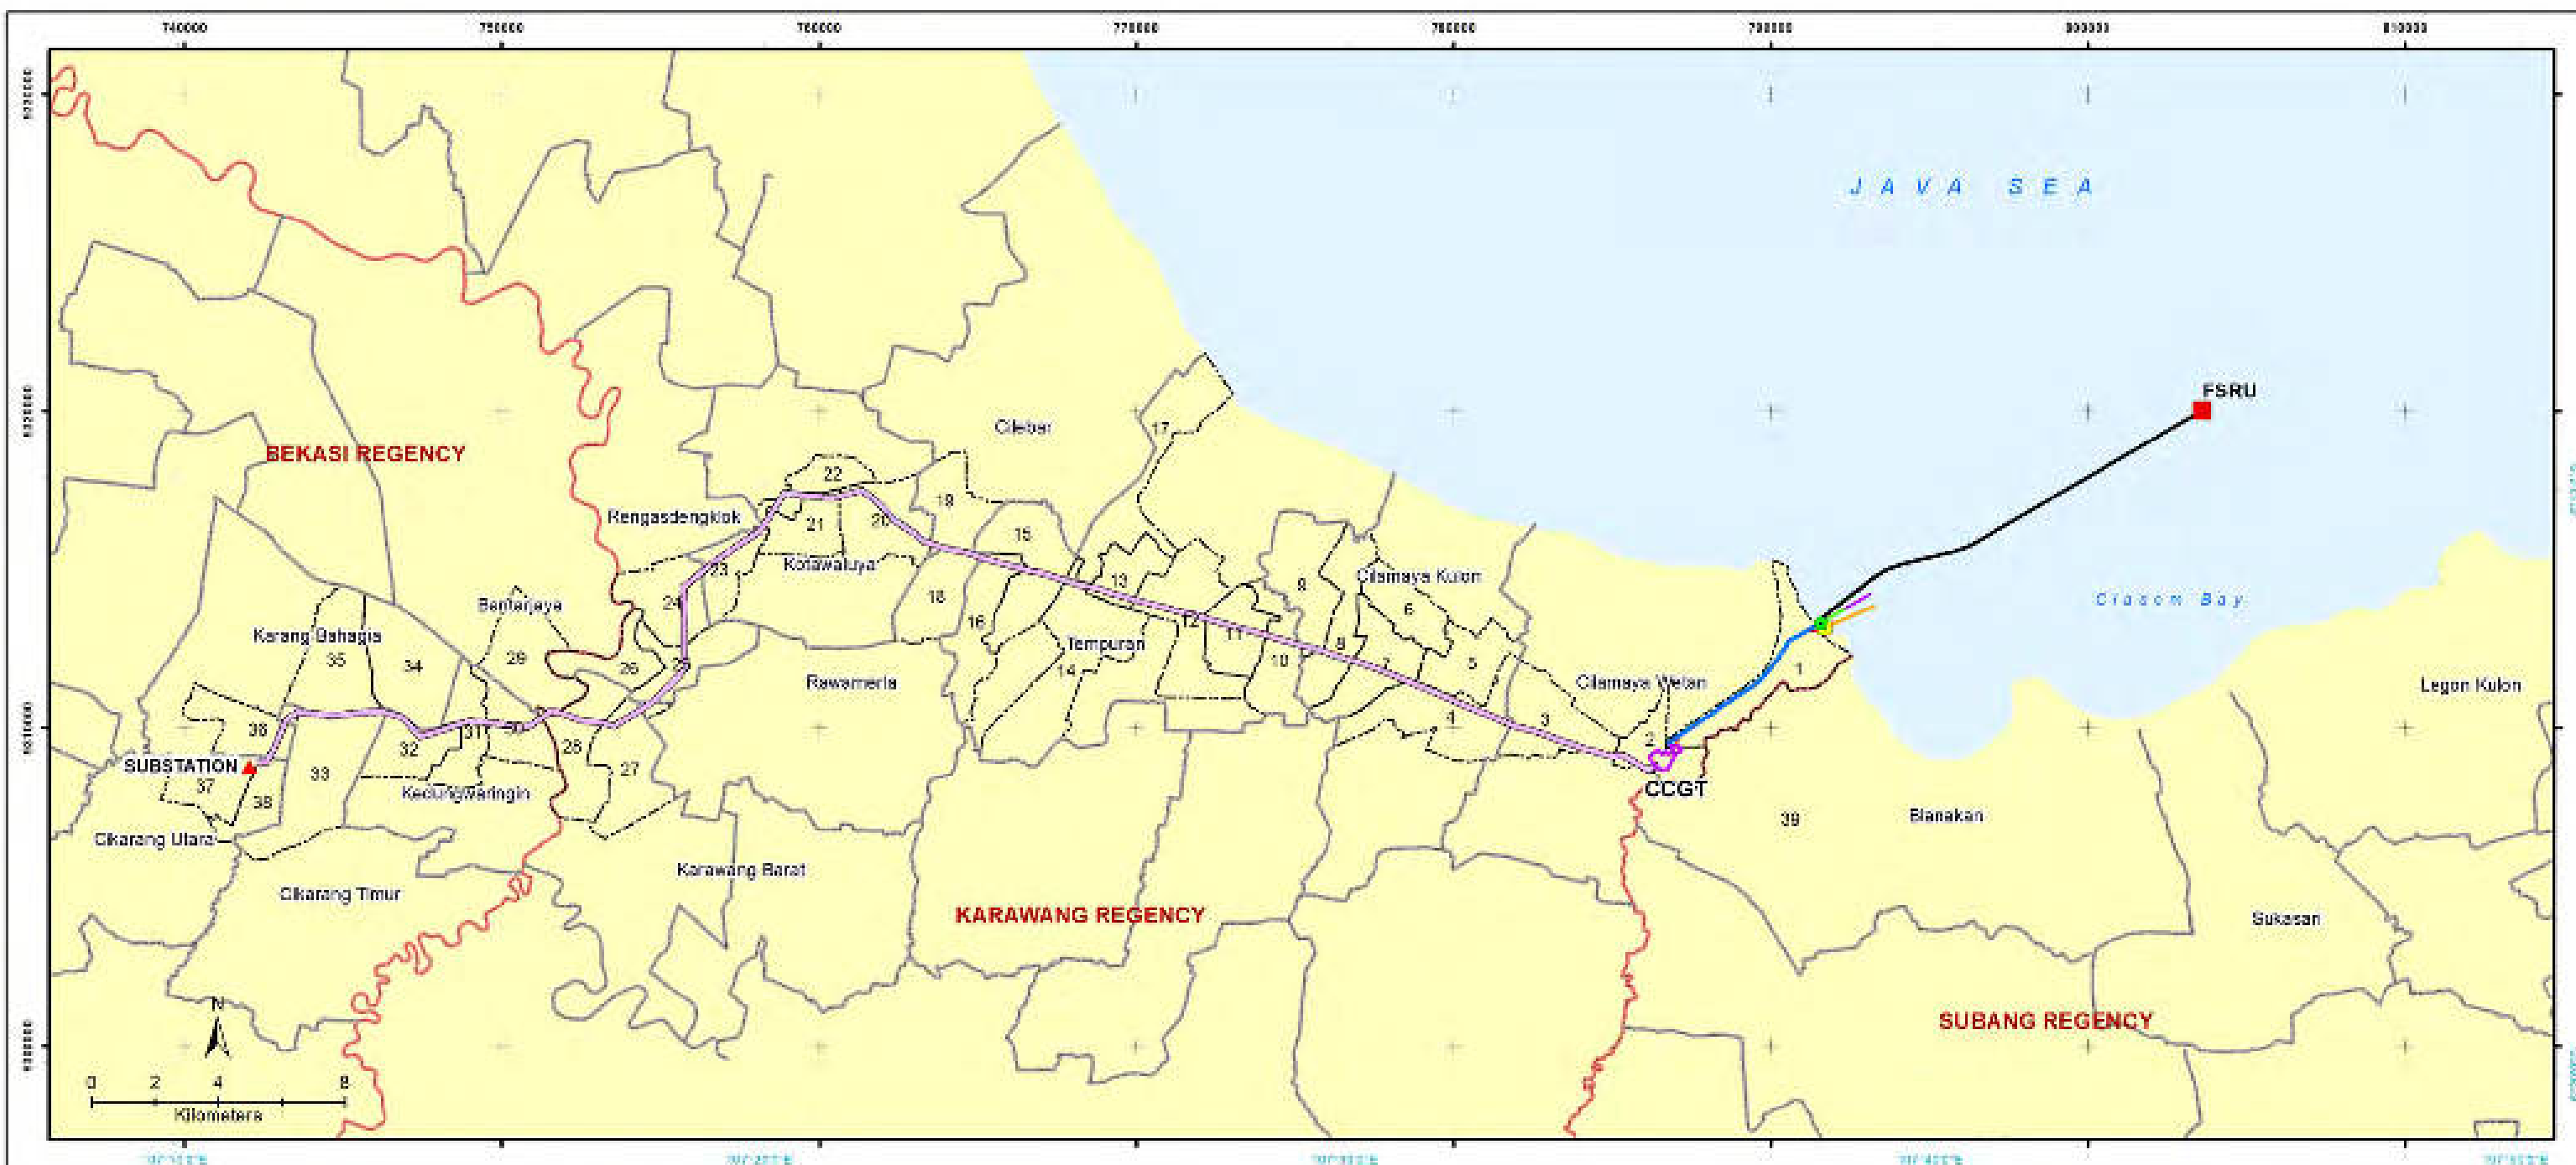 740000 750000 760000 770000 780000 790000 800000 810000
JAVA SEA
FSRU
Cilebar
17
BEKASI REGENCY
22
19
Rengasdengklok
21
20
15
Kotawaluya
23
13
9
Cilamaya Kulon
Ciasem Bay
24
18
6
Banterjaya
16
12
11
Karang Bahagia
Tempuran
8
35
34
29
26
25
14
10
7
5
1
Rawamerta
Cilamaya Wetan
Legon Kulon
36
31
30
28
4
3
2
32
SUBSTATION
33
27
37
38
Kedungwaringin
CCGT
39
Blanakan
Cikarang Utara
Karawang Barat
Cikarang Timur
KARAWANG REGENCY
Sukasari
N
SUBANG REGENCY
0 2 4 8
Kilometers